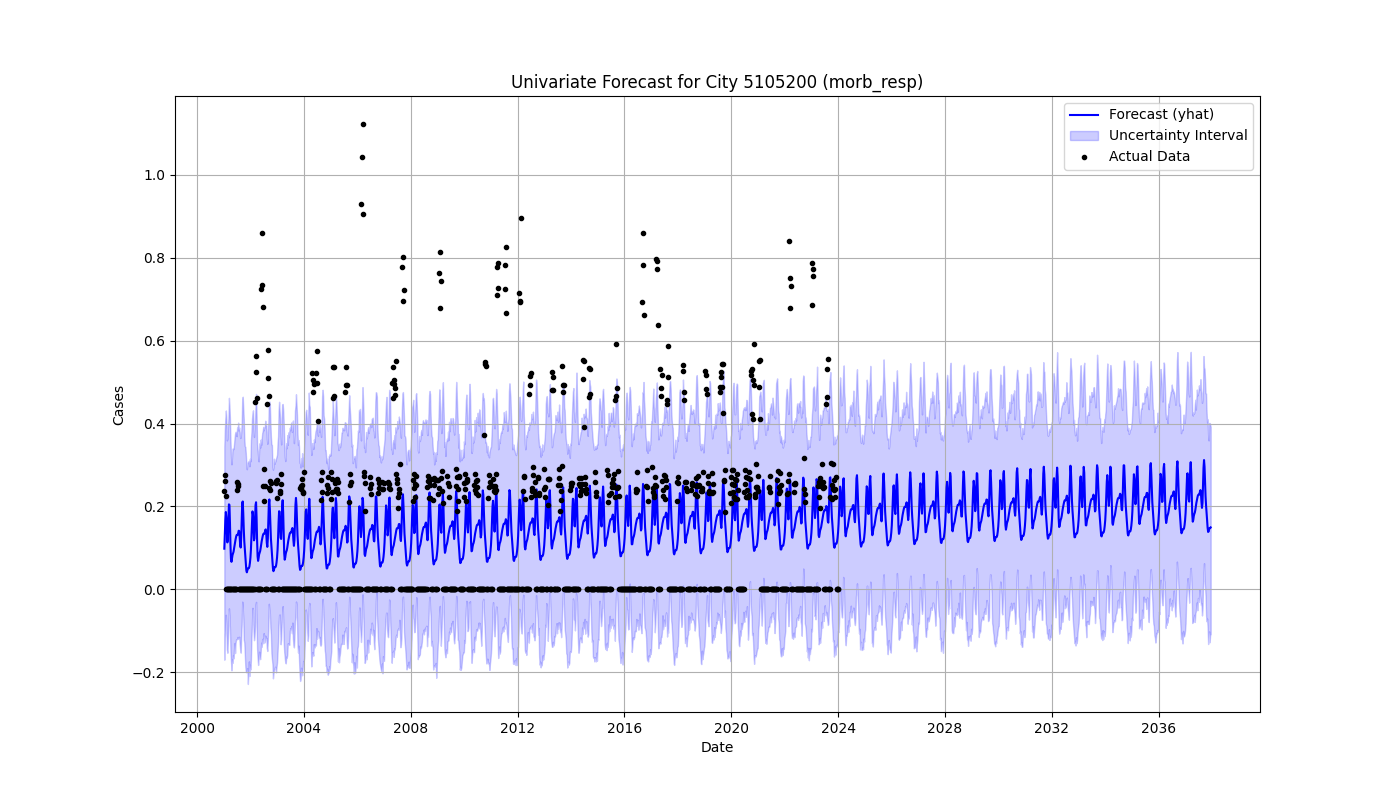 Univariate Forecast for City 5105200 (morb_resp)
Forecast (yhat)
Uncertainty Interval
Actual Data
Cases
1.0
0.8
0.6
0.4
0.2
0.0
−0.2
2000 2004 2008 2012 2016 2020 2024 2028 2032 2036
Date